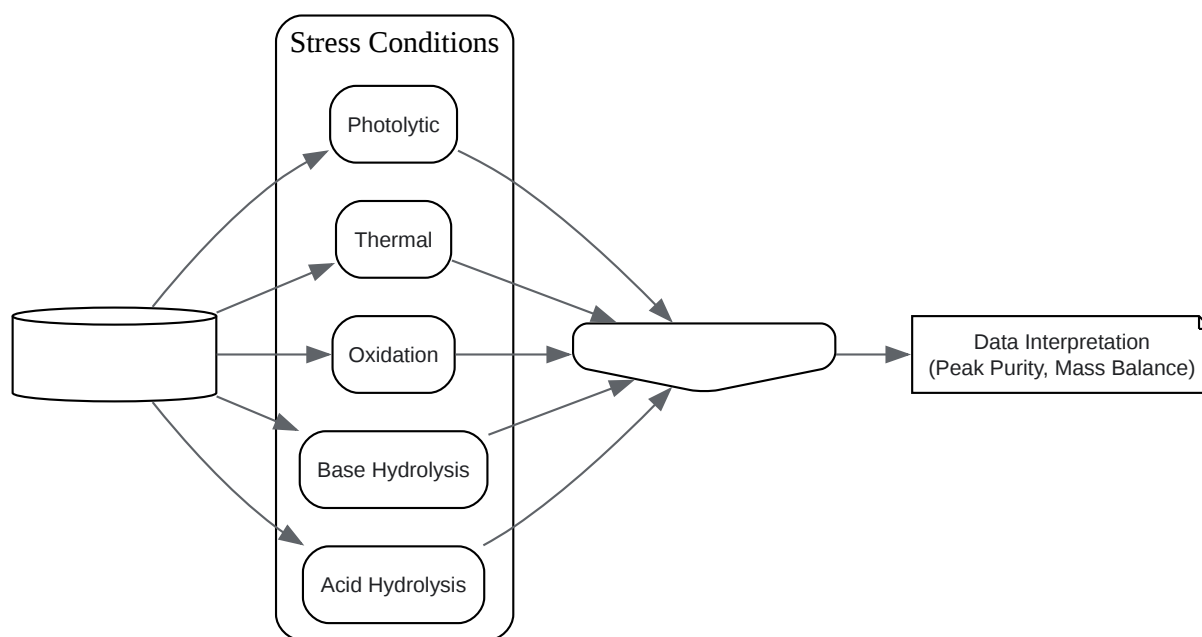 Stress Conditions
Photolytic
Thermal
Oxidation
Base Hydrolysis
Acid Hydrolysis
Data Interpretation
(Peak Purity, Mass Balance)